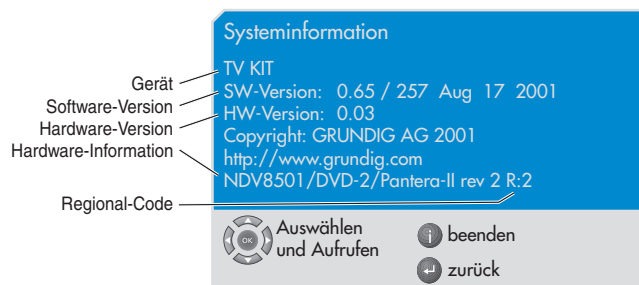 Systeminformation
TV KIT
SW-Version: 0.65 / 257 Aug 17 2001
HW-Version: 0.03
Copyright: GRUNDIG AG 2001
http://www.grundig.com
NDV8501/DVD-2/Pantera-II rev 2 R:2
Gerät
Software-Version
Hardware-Version
Hardware-Information
Regional-Code
OK
Auswählen
und Aufrufen
i beenden
zurück